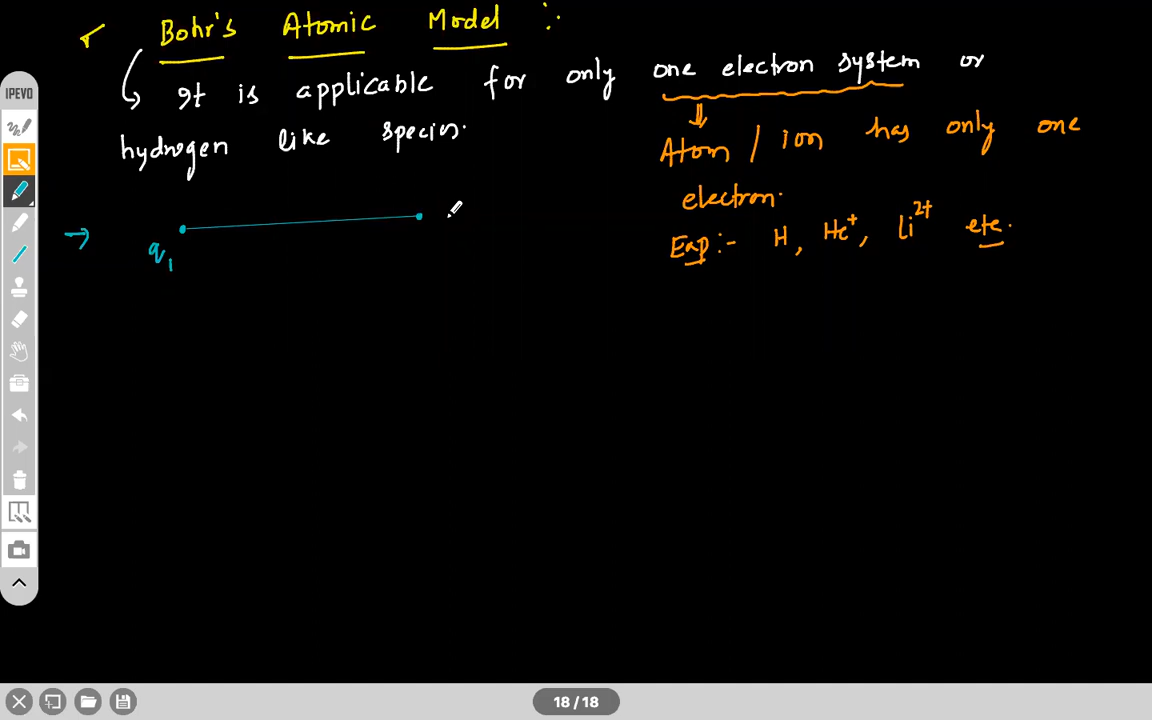 Bohr's Atomic Model :-
It is applicable for only one electron system or
hydrogen like species.
Atom / ion has only one
electron.
Exp :- H, He⁺, Li²⁺ etc.
→ q₁
IPEVO
18 / 18